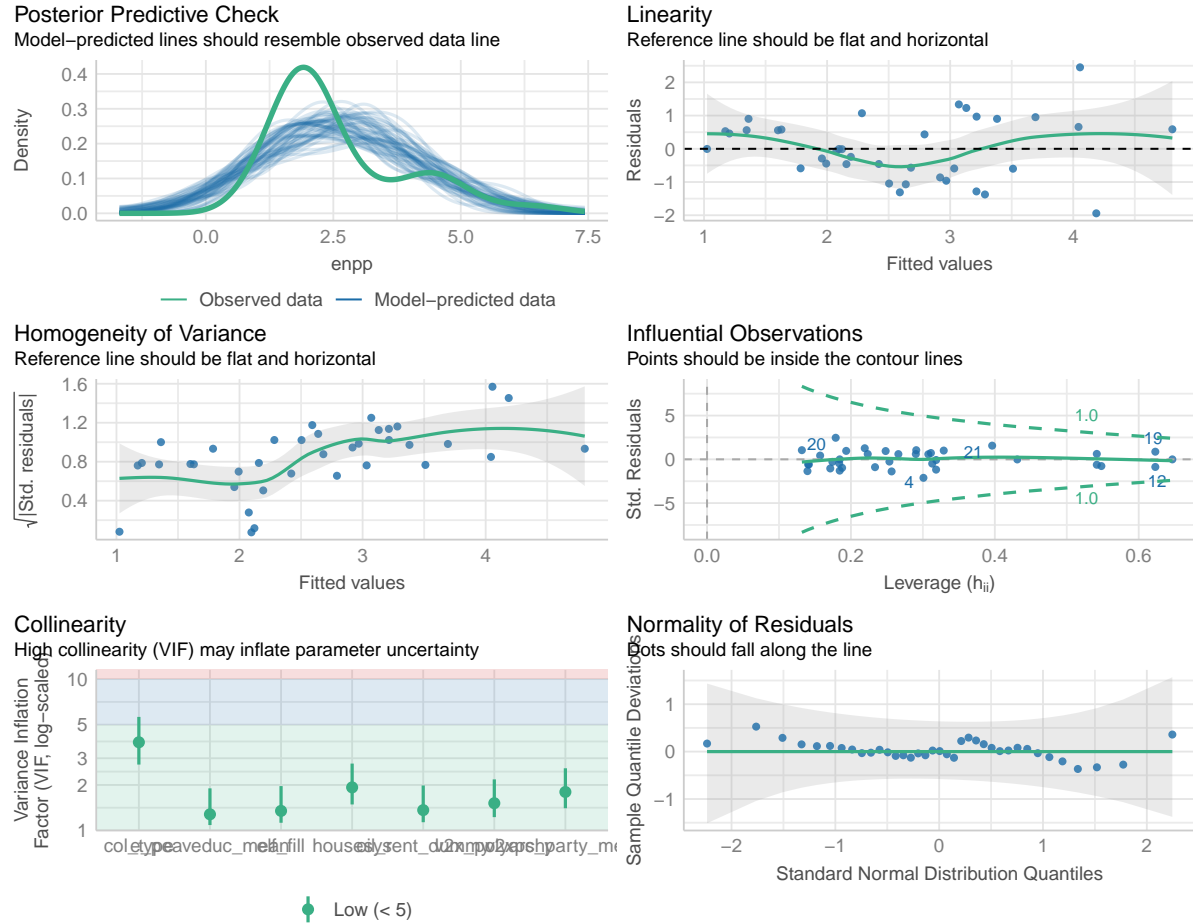 Posterior Predictive Check
Model−predicted lines should resemble observed data line
Density
0.4
0.3
0.2
0.1
0.0
0.0 2.5 5.0 7.5
enpp
Observed data Model−predicted data
Linearity
Reference line should be flat and horizontal
Residuals
2
1
0
−1
−2
1 2 3 4
Fitted values
Homogeneity of Variance
Reference line should be flat and horizontal
√|Std. residuals|
1.6
1.2
0.8
0.4
1 2 3 4
Fitted values
Influential Observations
Points should be inside the contour lines
Std. Residuals
5
0
−5
1.0
19
20
21
4
12
1.0
0.0 0.2 0.4 0.6
Leverage (hii)
Collinearity
High collinearity (VIF) may inflate parameter uncertainty
Variance Inflation
Factor (VIF, log−scaled)
10
5
3
2
1
Low (< 5)
Normality of Residuals
Dots should fall along the line
Sample Quantile Deviations
1
0
−1
−2 −1 0 1 2
Standard Normal Distribution Quantiles